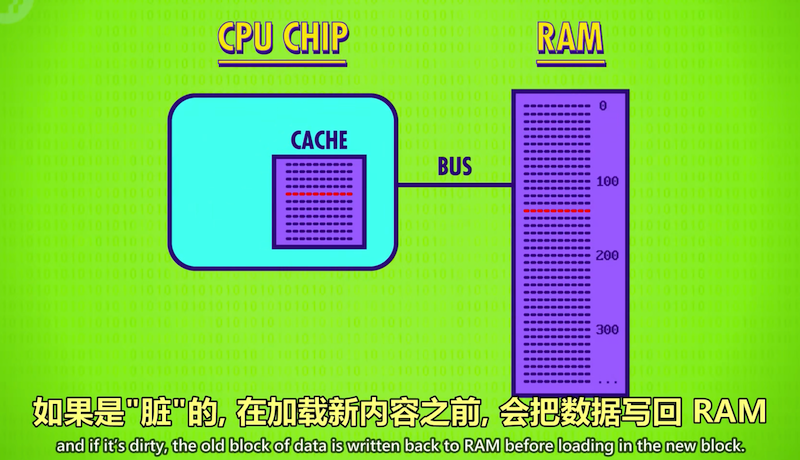 CPU CHIP
RAM
CACHE
BUS
0
100
200
300
...
如果是"脏"的, 在加载新内容之前, 会把数据写回 RAM
and if it's dirty, the old block of data is written back to RAM before loading in the new block.